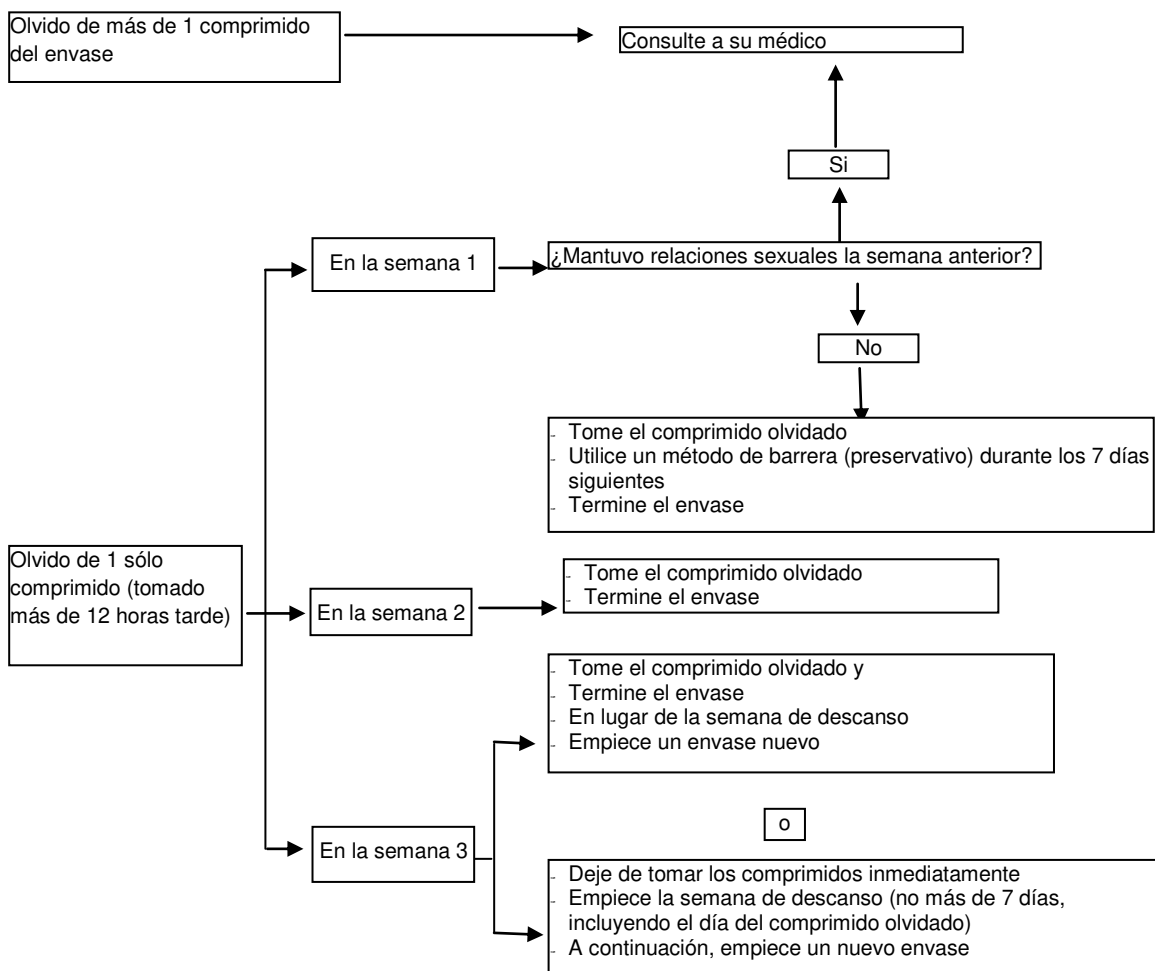 Olvido de más de 1 comprimido
del envase
Consulte a su médico
Si
En la semana 1
¿Mantuvo relaciones sexuales la semana anterior?
No
- Tome el comprimido olvidado
- Utilice un método de barrera (preservativo) durante los 7 días
siguientes
- Termine el envase
Olvido de 1 sólo
comprimido (tomado
más de 12 horas tarde)
En la semana 2
- Tome el comprimido olvidado
- Termine el envase
En la semana 3
- Tome el comprimido olvidado y
- Termine el envase
- En lugar de la semana de descanso
- Empiece un envase nuevo
o
- Deje de tomar los comprimidos inmediatamente
- Empiece la semana de descanso (no más de 7 días,
incluyendo el día del comprimido olvidado)
- A continuación, empiece un nuevo envase